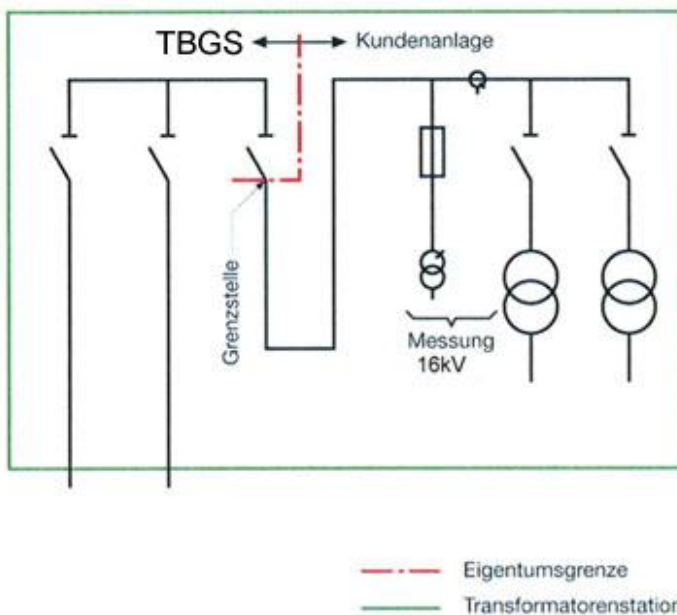 TBGS
Kundenanlage
Grenzstelle
Messung
16kV
Eigentumsgrenze
Transformatorenstation